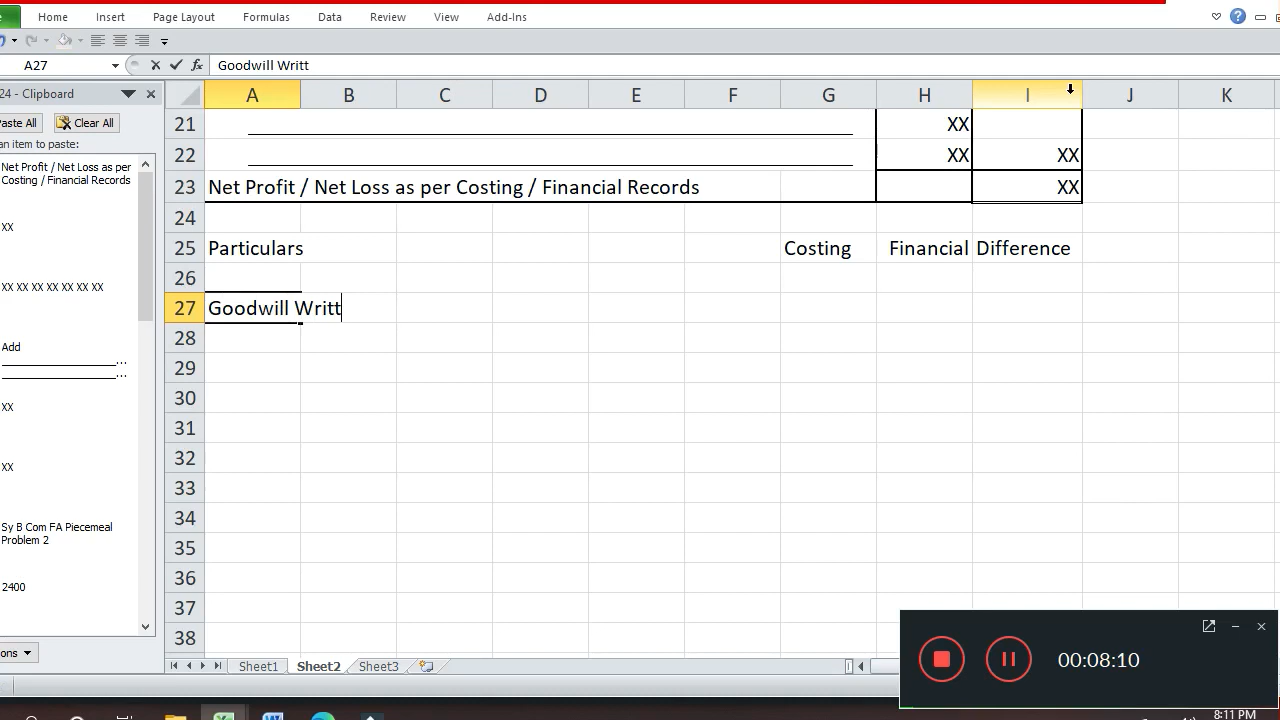 Home Insert Page Layout Formulas Data Review View Add-Ins
A27 fx Goodwill Writt
24 - Clipboard
Paste All Clear All
an item to paste:
Net Profit / Net Loss as per
Costing / Financial Records
XX
XX XX XX XX XX XX XX
Add
___________________...
___________________...
XX
XX
Sy B Com FA Piecemeal
Problem 2
2400
ons
A B C D E F G H I J K
21 XX
22 XX XX
23 Net Profit / Net Loss as per Costing / Financial Records XX
24
25 Particulars Costing Financial Difference
26
27 Goodwill Writt
28
29
30
31
32
33
34
35
36
37
38
Sheet1 Sheet2 Sheet3
00:08:10
8:11 PM